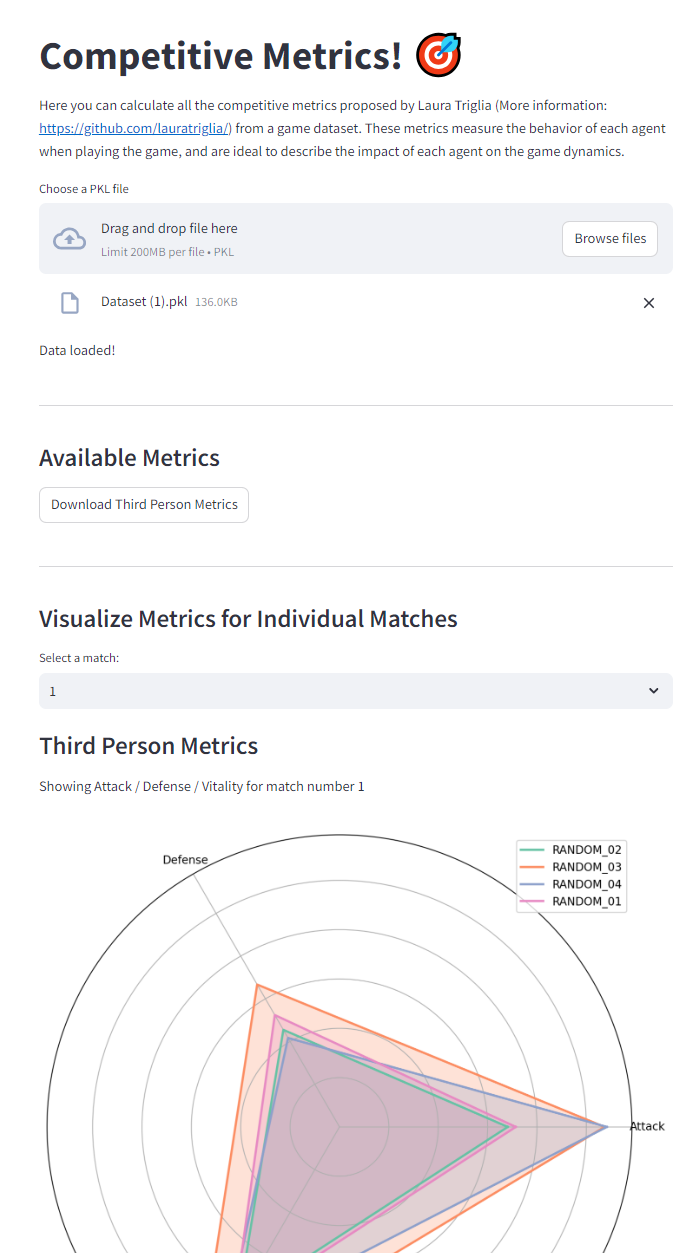 Competitive Metrics! 🎯
Here you can calculate all the competitive metrics proposed by Laura Triglia (More information:
https://github.com/lauratriglia/) from a game dataset. These metrics measure the behavior of each agent
when playing the game, and are ideal to describe the impact of each agent on the game dynamics.
Choose a PKL file
Drag and drop file here
Limit 200MB per file • PKL
Browse files
Dataset (1).pkl 136.0KB
Data loaded!
Available Metrics
Download Third Person Metrics
Visualize Metrics for Individual Matches
Select a match:
1
Third Person Metrics
Showing Attack / Defense / Vitality for match number 1
Defense
RANDOM_02
RANDOM_03
RANDOM_04
RANDOM_01
Attack